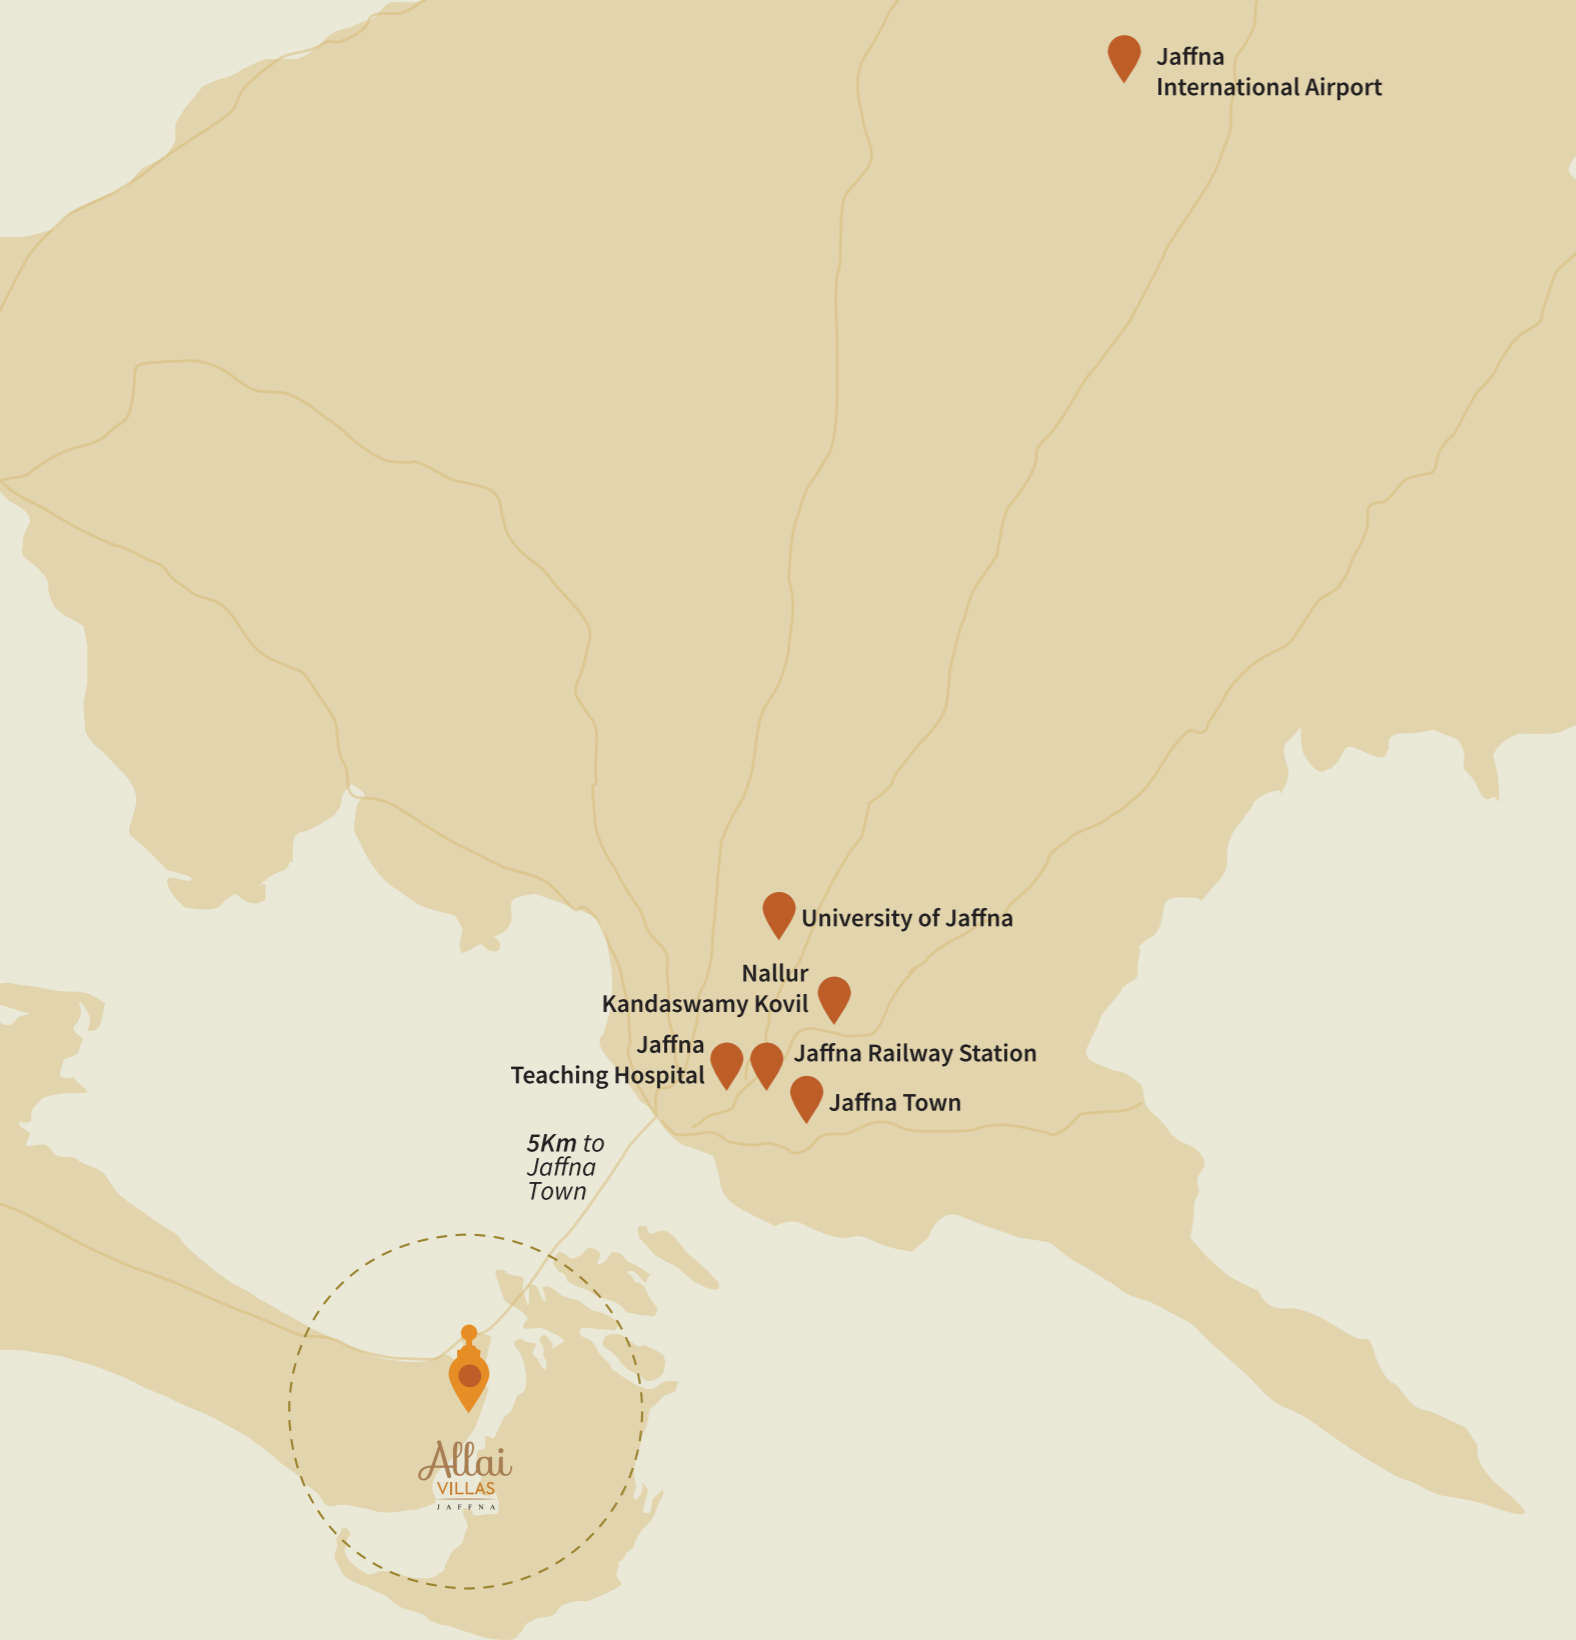 Jaffna
International Airport
University of Jaffna
Nallur
Kandaswamy Kovil
Jaffna
Teaching Hospital
Jaffna Railway Station
Jaffna Town
5Km to
Jaffna
Town
Allai
VILLAS
JAFFNA